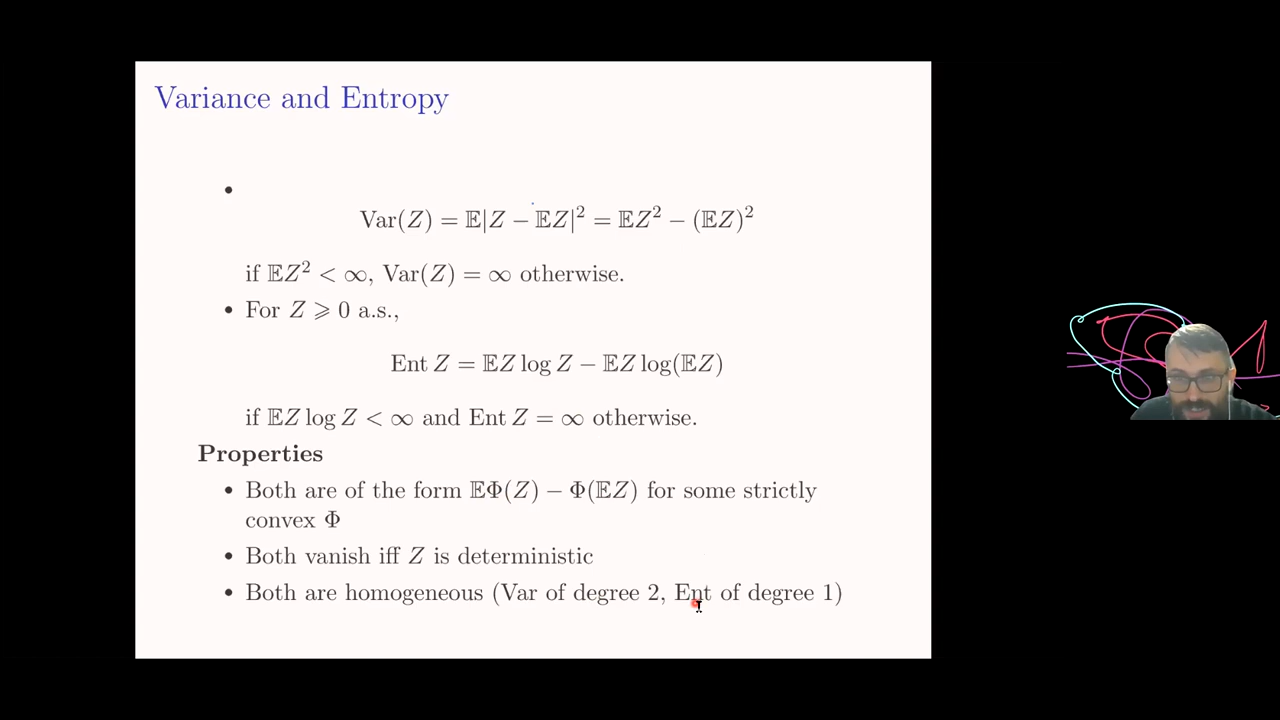 Variance and Entropy
•
Var(Z) = 𝔼|Z − 𝔼Z|² = 𝔼Z² − (𝔼Z)²
if 𝔼Z² < ∞, Var(Z) = ∞ otherwise.
• For Z ⩾ 0 a.s.,
Ent Z = 𝔼Z log Z − 𝔼Z log(𝔼Z)
if 𝔼Z log Z < ∞ and Ent Z = ∞ otherwise.
Properties
• Both are of the form 𝔼Φ(Z) − Φ(𝔼Z) for some strictly
convex Φ
• Both vanish iff Z is deterministic
• Both are homogeneous (Var of degree 2, Ent of degree 1)